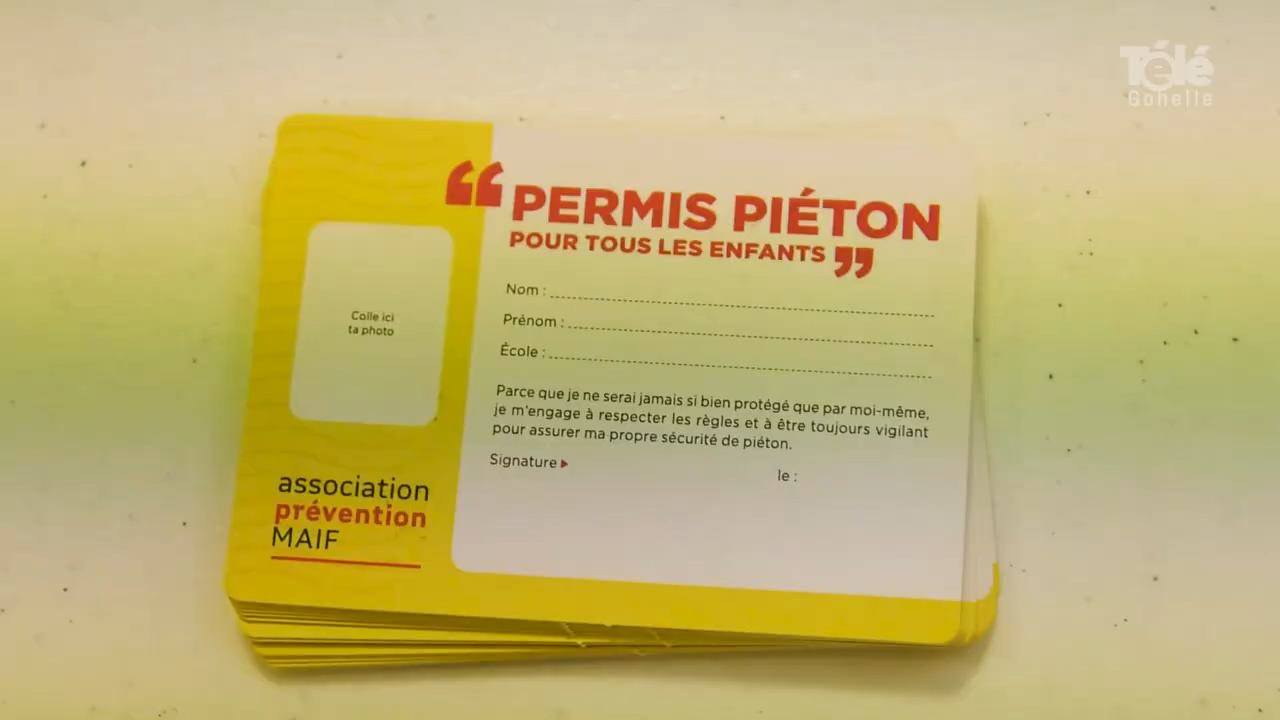 Télé
Gohelle
“PERMIS PIÉTON
POUR TOUS LES ENFANTS”
Colle ici
ta photo
Nom :
Prénom :
École :
Parce que je ne serai jamais si bien protégé que par moi-même,
je m'engage à respecter les règles et à être toujours vigilant
pour assurer ma propre sécurité de piéton.
Signature
le :
association
prévention
MAIF